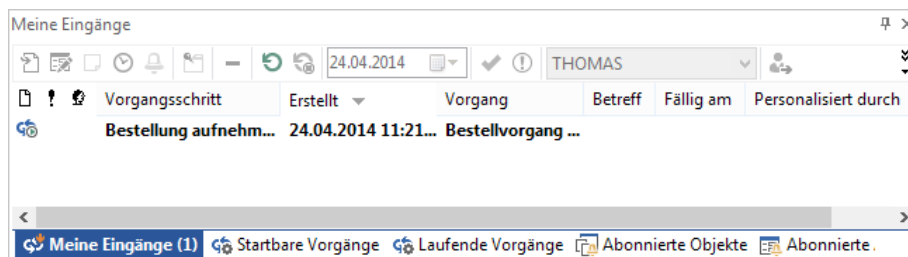 Meine Eingänge
24.04.2014 THOMAS
Vorgangsschritt Erstellt Vorgang Betreff Fällig am Personalisiert durch
Bestellung aufnehm... 24.04.2014 11:21... Bestellvorgang ...
Meine Eingänge (1) Startbare Vorgänge Laufende Vorgänge Abonnierte Objekte Abonnierte